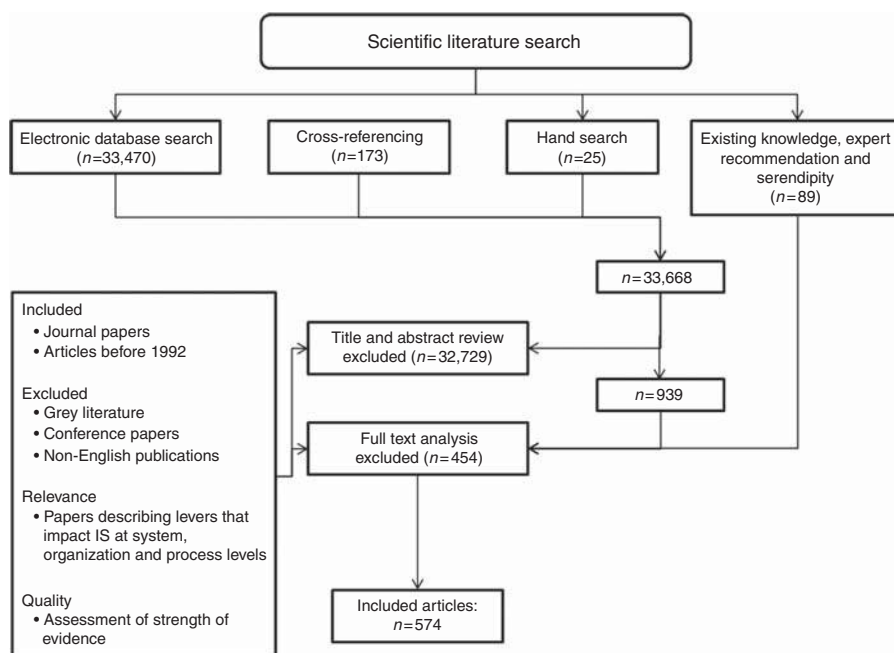 Scientific literature search
Electronic database search
(n=33,470)
Cross-referencing
(n=173)
Hand search
(n=25)
Existing knowledge, expert
recommendation and
serendipity
(n=89)
n=33,668
Included
• Journal papers
• Articles before 1992
Excluded
• Grey literature
• Conference papers
• Non-English publications
Relevance
• Papers describing levers that
impact IS at system,
organization and process levels
Quality
• Assessment of strength of
evidence
Title and abstract review
excluded (n=32,729)
n=939
Full text analysis
excluded (n=454)
Included articles:
n=574